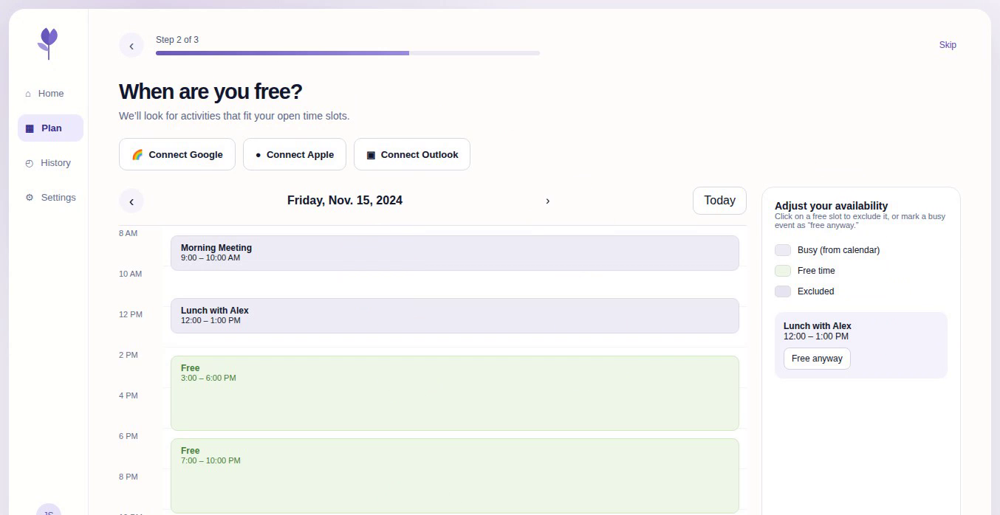 Step 2 of 3
Skip
Home
Plan
History
Settings
When are you free?
We'll look for activities that fit your open time slots.
Connect Google
Connect Apple
Connect Outlook
Friday, Nov. 15, 2024
Today
8 AM
Morning Meeting
9:00 – 10:00 AM
10 AM
Lunch with Alex
12:00 – 1:00 PM
12 PM
2 PM
Free
3:00 – 6:00 PM
4 PM
6 PM
Free
7:00 – 10:00 PM
8 PM
Adjust your availability
Click on a free slot to exclude it, or mark a busy
event as “free anyway.”
Busy (from calendar)
Free time
Excluded
Lunch with Alex
12:00 – 1:00 PM
Free anyway
JS